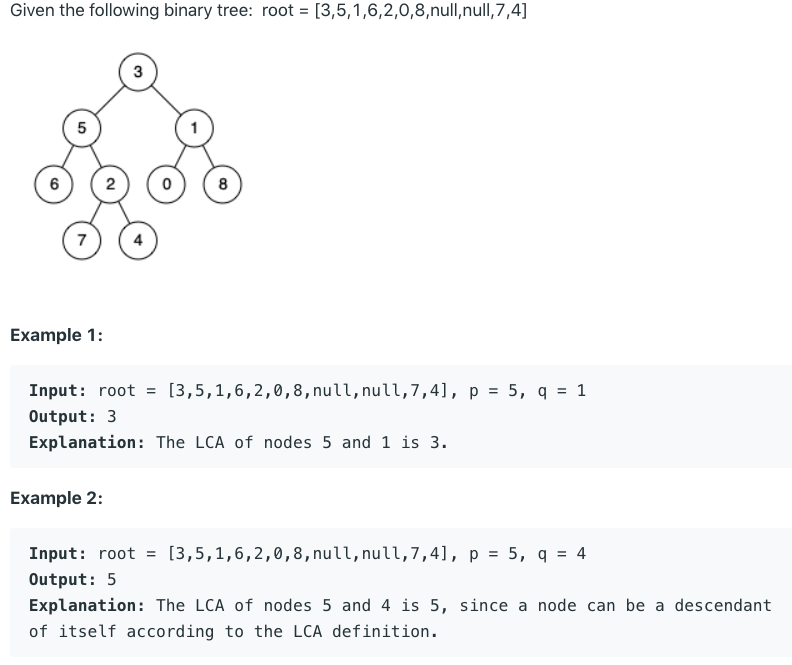 Given the following binary tree:  root = [3,5,1,6,2,0,8,null,null,7,4]
3
5 1
6 2 0 8
7 4
Example 1:
Input: root = [3,5,1,6,2,0,8,null,null,7,4], p = 5, q = 1
Output: 3
Explanation: The LCA of nodes 5 and 1 is 3.
Example 2:
Input: root = [3,5,1,6,2,0,8,null,null,7,4], p = 5, q = 4
Output: 5
Explanation: The LCA of nodes 5 and 4 is 5, since a node can be a descendant
of itself according to the LCA definition.